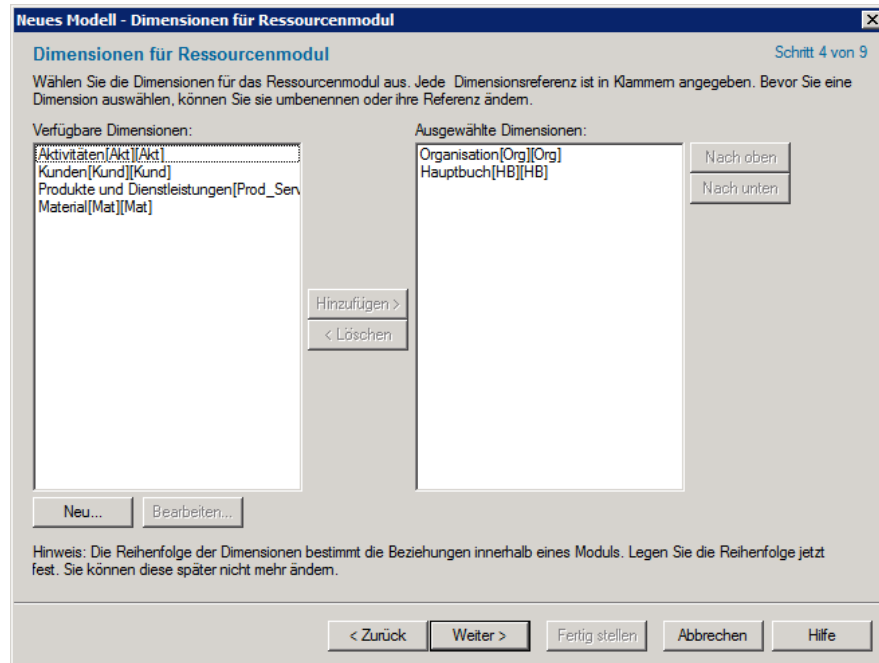 Neues Modell - Dimensionen für Ressourcenmodul
Dimensionen für Ressourcenmodul
Schritt 4 von 9
Wählen Sie die Dimensionen für das Ressourcenmodul aus. Jede Dimensionsreferenz ist in Klammern angegeben. Bevor Sie eine
Dimension auswählen, können Sie sie umbenennen oder ihre Referenz ändern.
Verfügbare Dimensionen:
Aktivitäten[Akt][Akt]
Kunden[Kund][Kund]
Produkte und Dienstleistungen[Prod_Serv
Material[Mat][Mat]
Hinzufügen >
< Löschen
Ausgewählte Dimensionen:
Organisation[Org][Org]
Hauptbuch[HB][HB]
Nach oben
Nach unten
Neu...
Bearbeiten...
Hinweis: Die Reihenfolge der Dimensionen bestimmt die Beziehungen innerhalb eines Moduls. Legen Sie die Reihenfolge jetzt
fest. Sie können diese später nicht mehr ändern.
< Zurück
Weiter >
Fertig stellen
Abbrechen
Hilfe